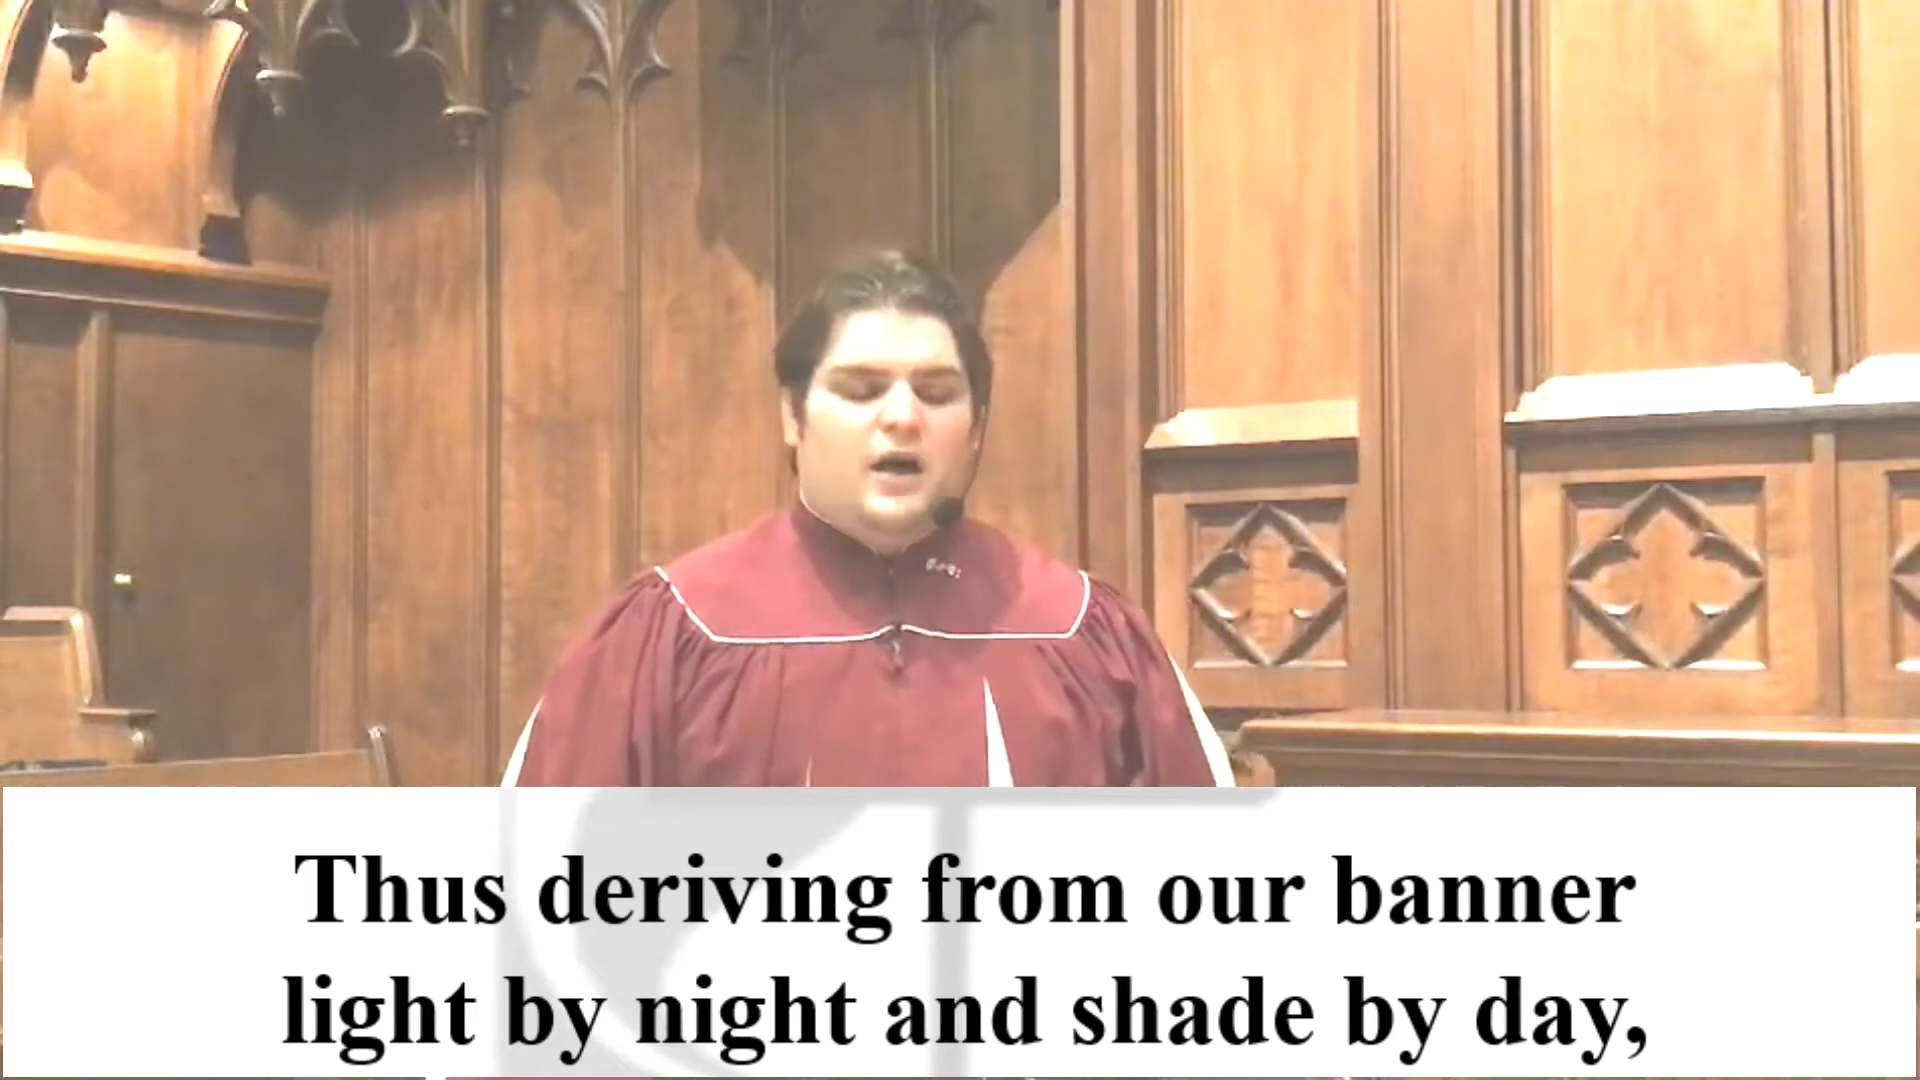 Thus deriving from our banner
light by night and shade by day,